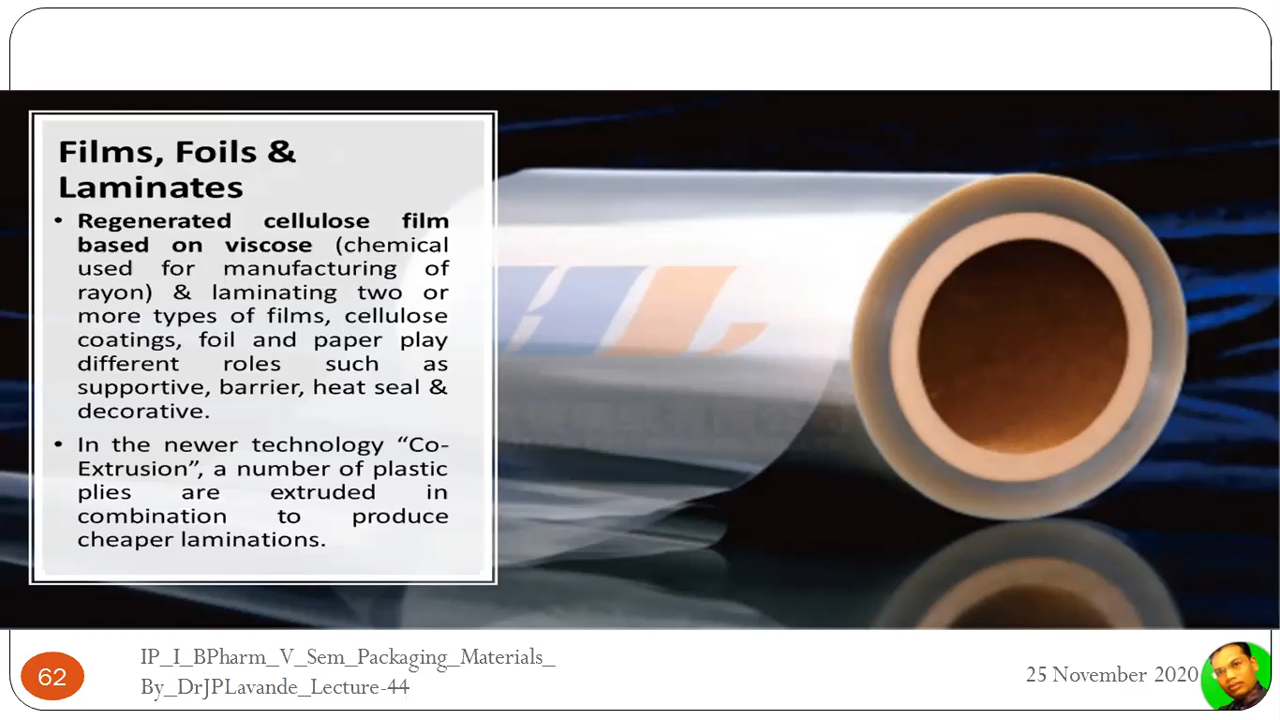 Films, Foils &
Laminates
• Regenerated cellulose film
based on viscose (chemical
used for manufacturing of
rayon) & laminating two or
more types of films, cellulose
coatings, foil and paper play
different roles such as
supportive, barrier, heat seal &
decorative.
• In the newer technology “Co-
Extrusion”, a number of plastic
plies are extruded in
combination to produce
cheaper laminations.
62
IP_I_BPharm_V_Sem_Packaging_Materials_
By_DrJPLavande_Lecture-44
25 November 2020